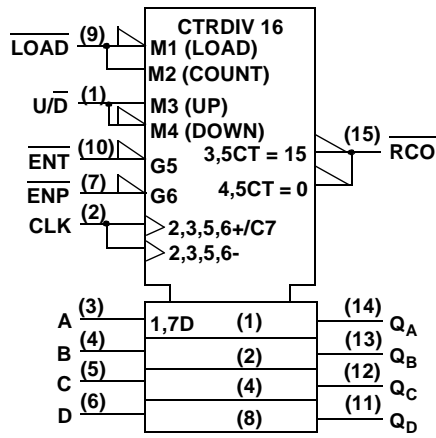 CTRDIV 16
LOAD (9) M1 (LOAD)
M2 (COUNT)
U/D (1) M3 (UP)
M4 (DOWN)
ENT (10) G5 3,5CT = 15 (15) RCO
ENP (7) G6 4,5CT = 0
CLK (2) 2,3,5,6+/C7
2,3,5,6-
A (3) 1,7D (1) (14) QA
B (4) (2) (13) QB
C (5) (4) (12) QC
D (6) (8) (11) QD